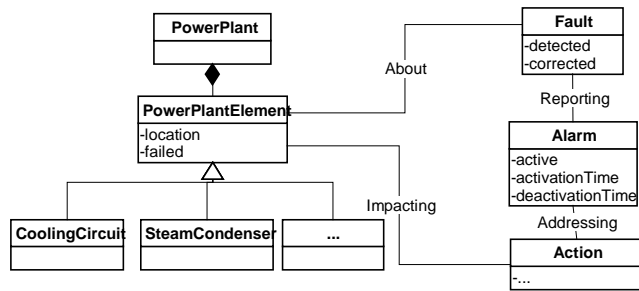 PowerPlant
Fault
-detected
-corrected
About
PowerPlantElement
-location
-failed
Reporting
Alarm
-active
-activationTime
-deactivationTime
Impacting
Addressing
CoolingCircuit
SteamCondenser
...
Action
-...